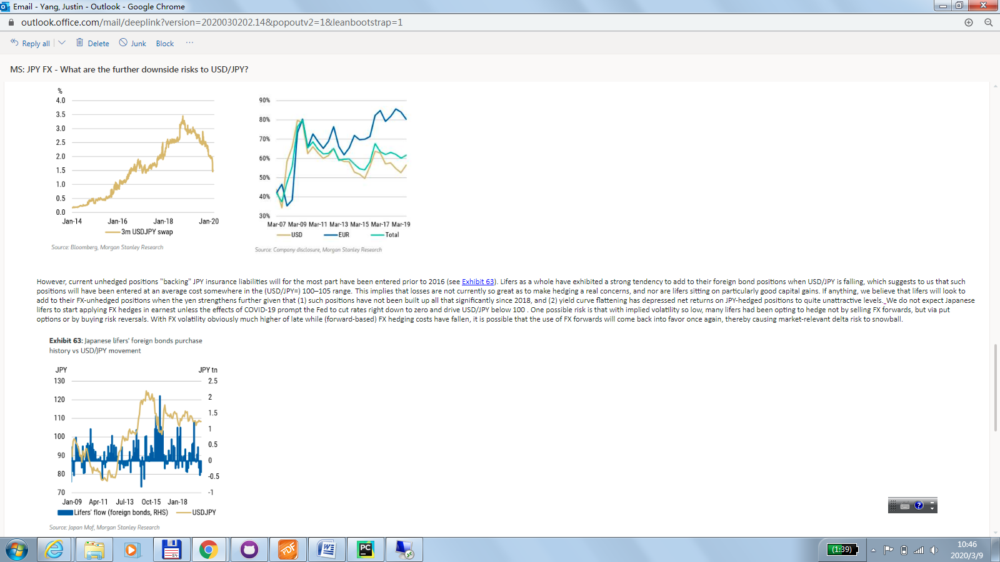 Email - Yang, Justin - Outlook - Google Chrome
outlook.office.com/mail/deeplink?version=2020030202.14&popoutv2=1&leanbootstrap=1
Reply all Delete Junk Block ...
MS: JPY FX - What are the further downside risks to USD/JPY?
%
4.0
3.5
3.0
2.5
2.0
1.5
1.0
0.5
0.0
Jan-14 Jan-16 Jan-18 Jan-20
3m USDJPY swap
Source: Bloomberg, Morgan Stanley Research
90%
80%
70%
60%
50%
40%
30%
Mar-07 Mar-09 Mar-11 Mar-13 Mar-15 Mar-17 Mar-19
USD EUR Total
Source: Company disclosure, Morgan Stanley Research
However, current unhedged positions "backing" JPY insurance liabilities will for the most part have been entered prior to 2016 (see Exhibit 63). Lifers as a whole have exhibited a strong tendency to add to their foreign bond positions when USD/JPY is falling, which suggests to us that such
positions will have been entered at an average cost somewhere in the (USD/JPY=) 100–105 range. This implies that losses are not currently so great as to make hedging a real concerns, and nor are lifers sitting on particularly good capital gains. If anything, we believe that lifers will look to
add to their FX-unhedged positions when the yen strengthens further given that (1) such positions have not been built up all that significantly since 2018, and (2) yield curve flattening has depressed net returns on JPY-hedged positions to quite unattractive levels. We do not expect Japanese
lifers to start applying FX hedges in earnest unless the effects of COVID-19 prompt the Fed to cut rates right down to zero and drive USD/JPY below 100 . One possible risk is that with implied volatility so low, many lifers had been opting to hedge not by selling FX forwards, but via put
options or by buying risk reversals. With FX volatility obviously much higher of late while (forward-based) FX hedging costs have fallen, it is possible that the use of FX forwards will come back into favor once again, thereby causing market-relevant delta risk to snowball.
Exhibit 63: Japanese lifers' foreign bonds purchase
history vs USD/JPY movement
JPY JPY tn
130 2.5
120 2
110 1.5
100 1
90 0.5
80 0
70 -0.5
-1
Jan-09 Apr-11 Jul-13 Oct-15 Jan-18
Lifers' flow (foreign bonds, RHS) USDJPY
Source: Japan Mof, Morgan Stanley Research
64
PDF
W
PC
(1:39)
10:46
2020/3/9